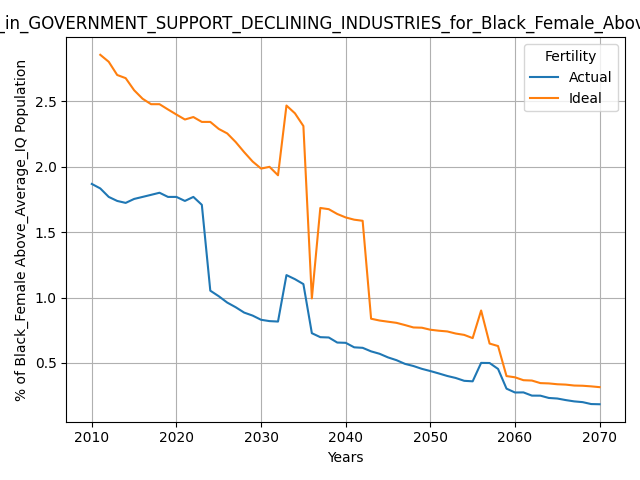 _in_GOVERNMENT_SUPPORT_DECLINING_INDUSTRIES_for_Black_Female_Abov
% of Black_Female Above_Average_IQ Population
Fertility
Actual
Ideal
2.5
2.0
1.5
1.0
0.5
2010 2020 2030 2040 2050 2060 2070
Years